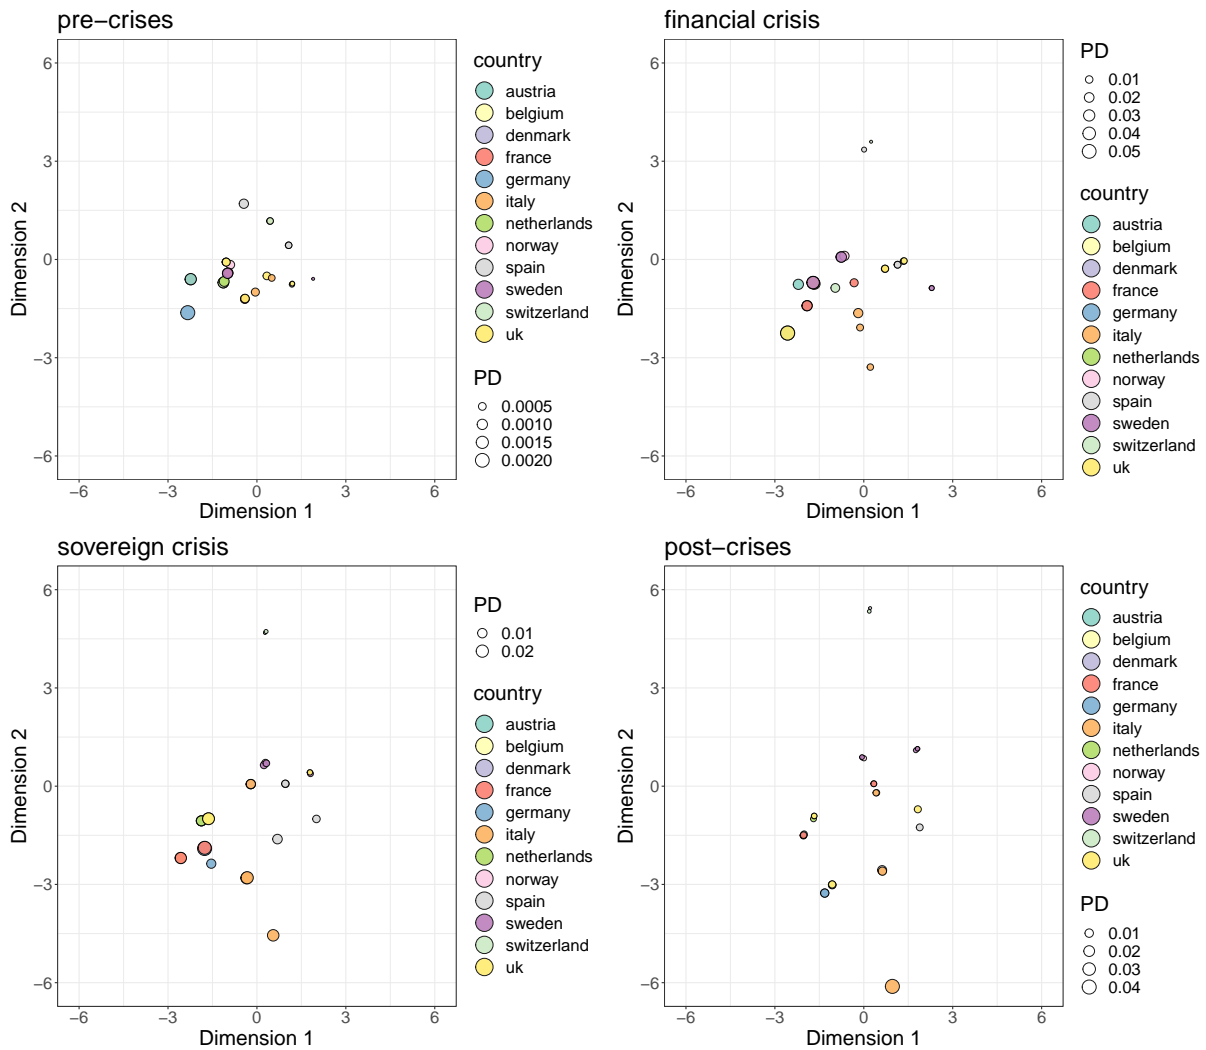 pre−crises
Dimension 2
6
3
0
−3
−6
−6 −3 0 3 6
Dimension 1
country
austria
belgium
denmark
france
germany
italy
netherlands
norway
spain
sweden
switzerland
uk
PD
0.0005
0.0010
0.0015
0.0020
financial crisis
Dimension 2
6
3
0
−3
−6
−6 −3 0 3 6
Dimension 1
PD
0.01
0.02
0.03
0.04
0.05
country
austria
belgium
denmark
france
germany
italy
netherlands
norway
spain
sweden
switzerland
uk
sovereign crisis
Dimension 2
6
3
0
−3
−6
−6 −3 0 3 6
Dimension 1
PD
0.01
0.02
country
austria
belgium
denmark
france
germany
italy
netherlands
norway
spain
sweden
switzerland
uk
post−crises
Dimension 2
6
3
0
−3
−6
−6 −3 0 3 6
Dimension 1
country
austria
belgium
denmark
france
germany
italy
netherlands
norway
spain
sweden
switzerland
uk
PD
0.01
0.02
0.03
0.04